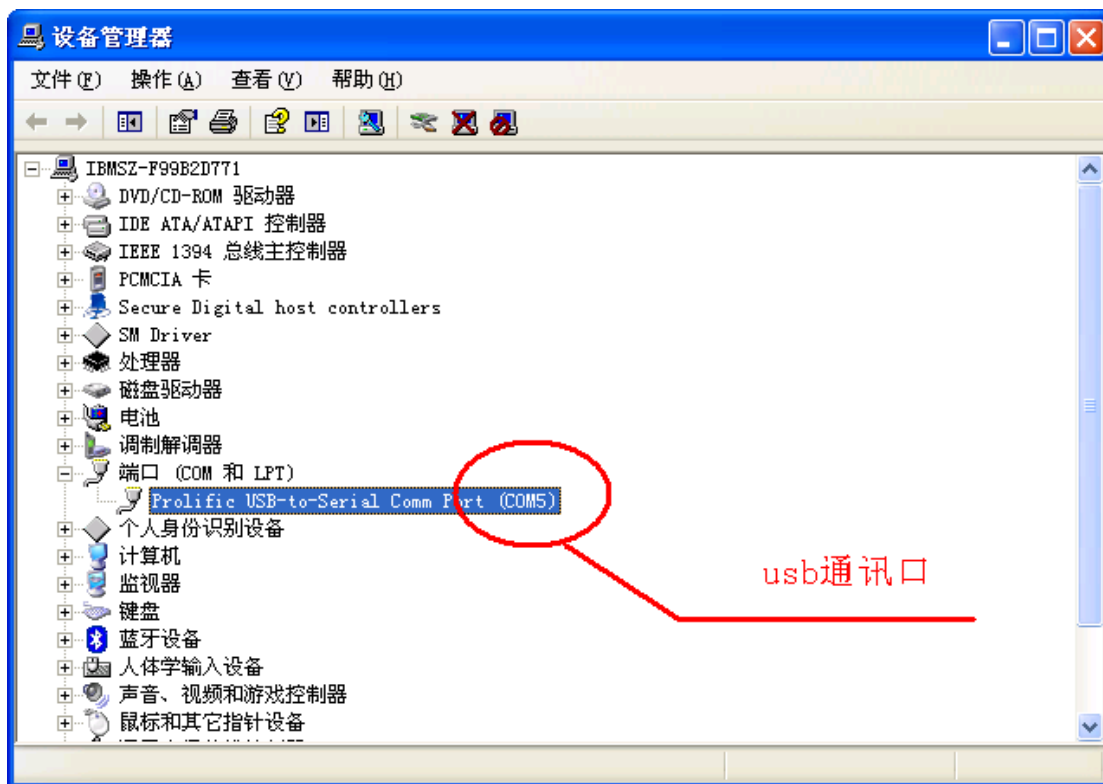 设备管理器
文件(F) 操作(A) 查看(V) 帮助(H)
IBMSZ-F99B2D771
DVD/CD-ROM 驱动器
IDE ATA/ATAPI 控制器
IEEE 1394 总线主控制器
PCMCIA 卡
Secure Digital host controllers
SM Driver
处理器
磁盘驱动器
电池
调制解调器
端口 (COM 和 LPT)
Prolific USB-to-Serial Comm Port (COM5)
个人身份识别设备
计算机
usb通讯口
监视器
键盘
蓝牙设备
人体学输入设备
声音、视频和游戏控制器
鼠标和其它指针设备